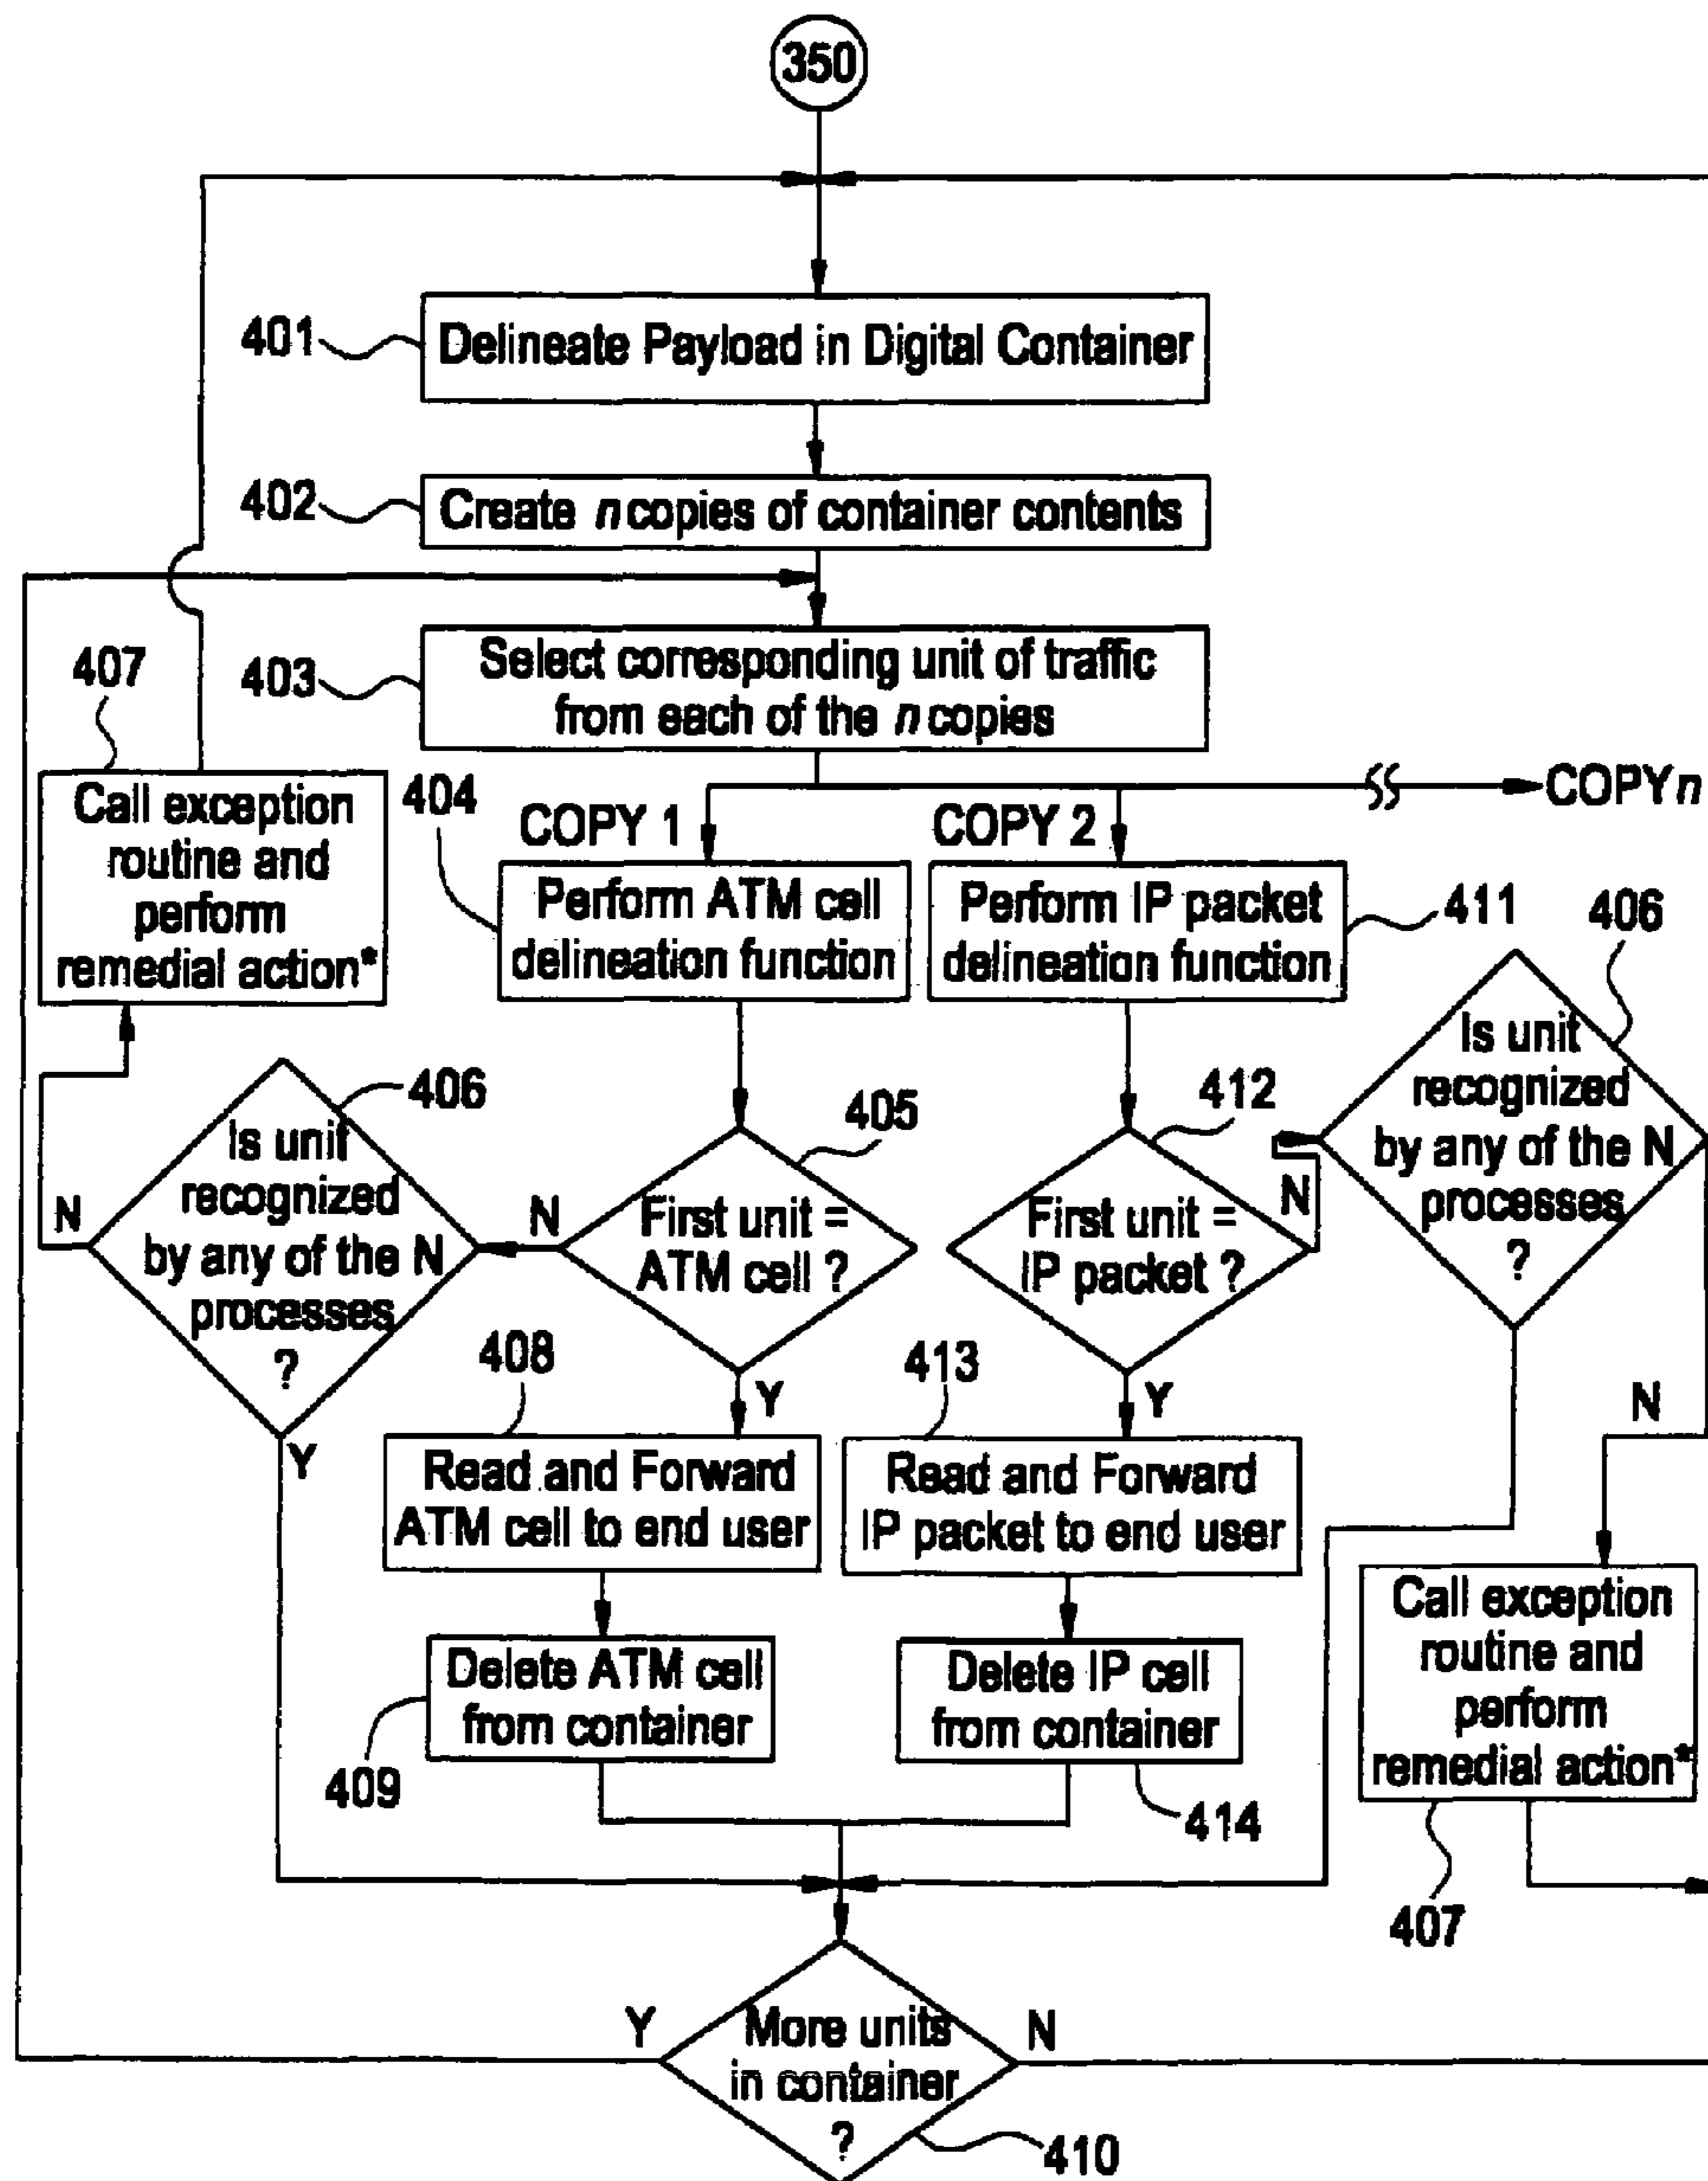 350
401
Delineate Payload in Digital Container
402
Create n copies of container contents
407
403
Select corresponding unit of traffic
from each of the n copies
COPY n
Call exception
routine and
perform
remedial action*
404
COPY 1
COPY 2
Perform ATM cell
delineation function
Perform IP packet
delineation function
411
406
Is unit
recognized
by any of the N
processes
?
406
Is unit
recognized
by any of the N
processes
?
405
412
N
N
First unit =
ATM cell ?
First unit =
IP packet ?
N
408
413
Y
Y
Y
N
Read and Forward
ATM cell to end user
Read and Forward
IP packet to end user
Call exception
routine and
perform
remedial action*
Delete ATM cell
from container
Delete IP cell
from container
409
414
407
Y
More units
in container
?
N
410